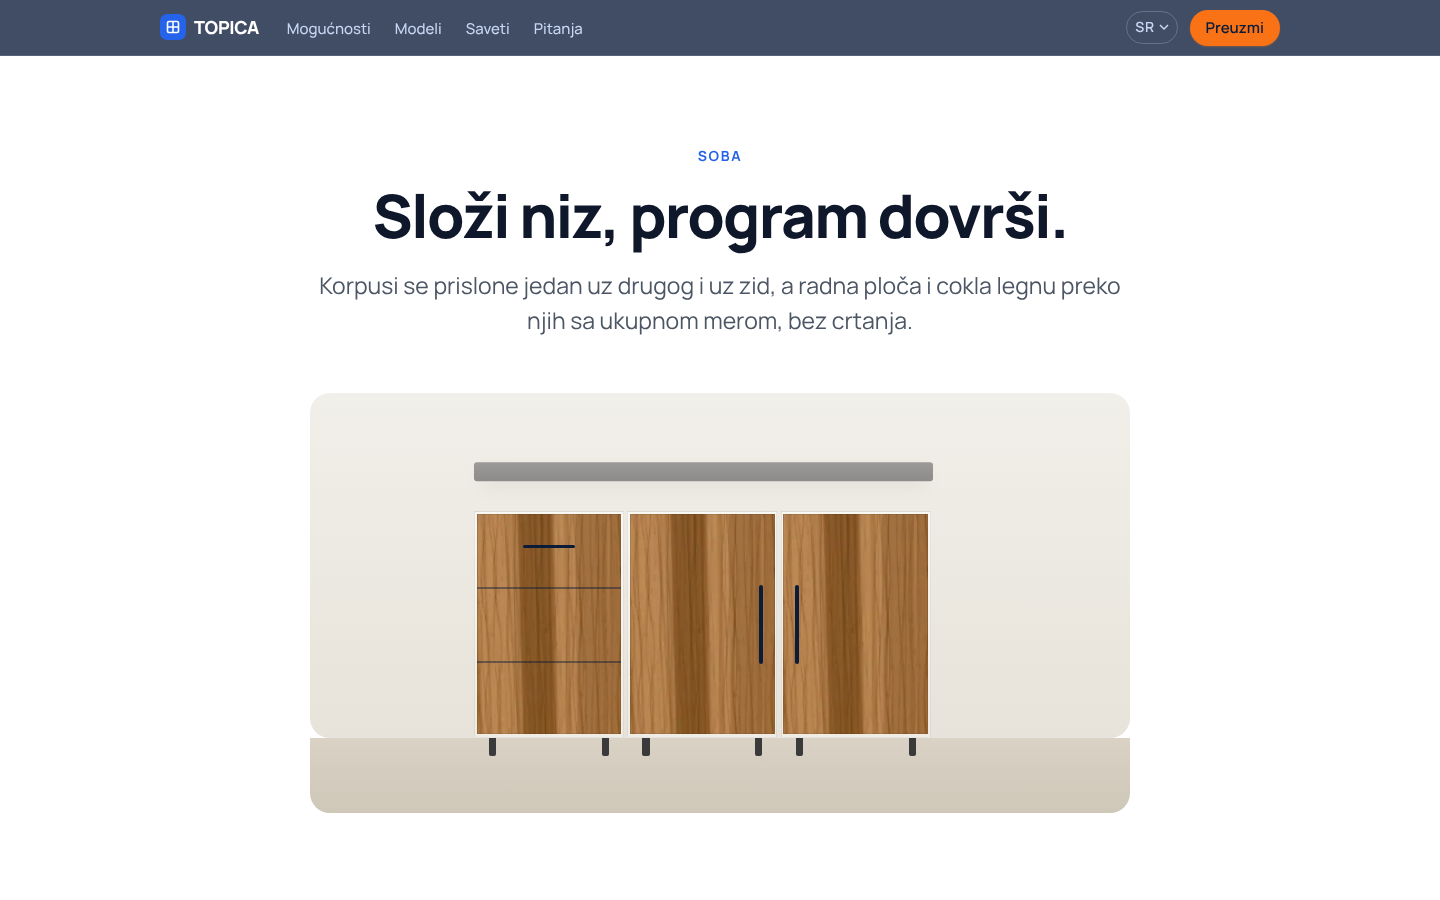 TOPICA
Mogućnosti
Modeli
Saveti
Pitanja
SR
Preuzmi
SOBA
Složi niz, program dovrši.
Korpusi se prislone jedan uz drugog i uz zid, a radna ploča i cokla legnu preko
njih sa ukupnom merom, bez crtanja.